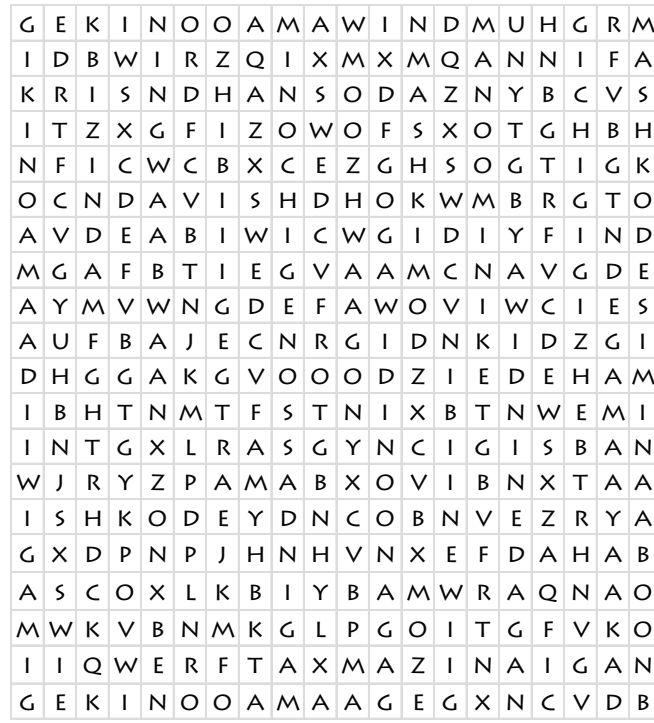 G E K I N O O A M A W I N D M U H G R M
I D B W I R Z Q I X M X M Q A N N I F A
K R I S N D H A N S O D A Z N Y B C V S
I T Z X G F I Z O W O F S X O T G H B H
N F I C W C B X C E Z G H S O G T I G K
O C N D A V I S H D H O K W M B R G T O
A V D E A B I W I C W G I D I Y F I N D
M G A F B T I E G V A A M C N A V G D E
A Y M V W N G D E F A W O V I W C I E S
A U F B A J E C N R G I D N K I D Z G I
D H G G A K G V O O O D Z I E D E H A M
I B H T N M T F S T N I X B T N W E M I
I N T G X L R A S G Y N C I G I S B A N
W J R Y Z P A M A B X O V I B N X T A A
I S H K O D E Y D N C O B N V E Z R Y A
G X D P N P J H N H V N X E F D A H A B
A S C O X L K B I Y B A M W R A Q N A O
M W K V B N M K G L P G O I T G F V K O
I I Q W E R F T A X M A Z I N A I G A N
G E K I N O O A M A A G E G X N C V D B